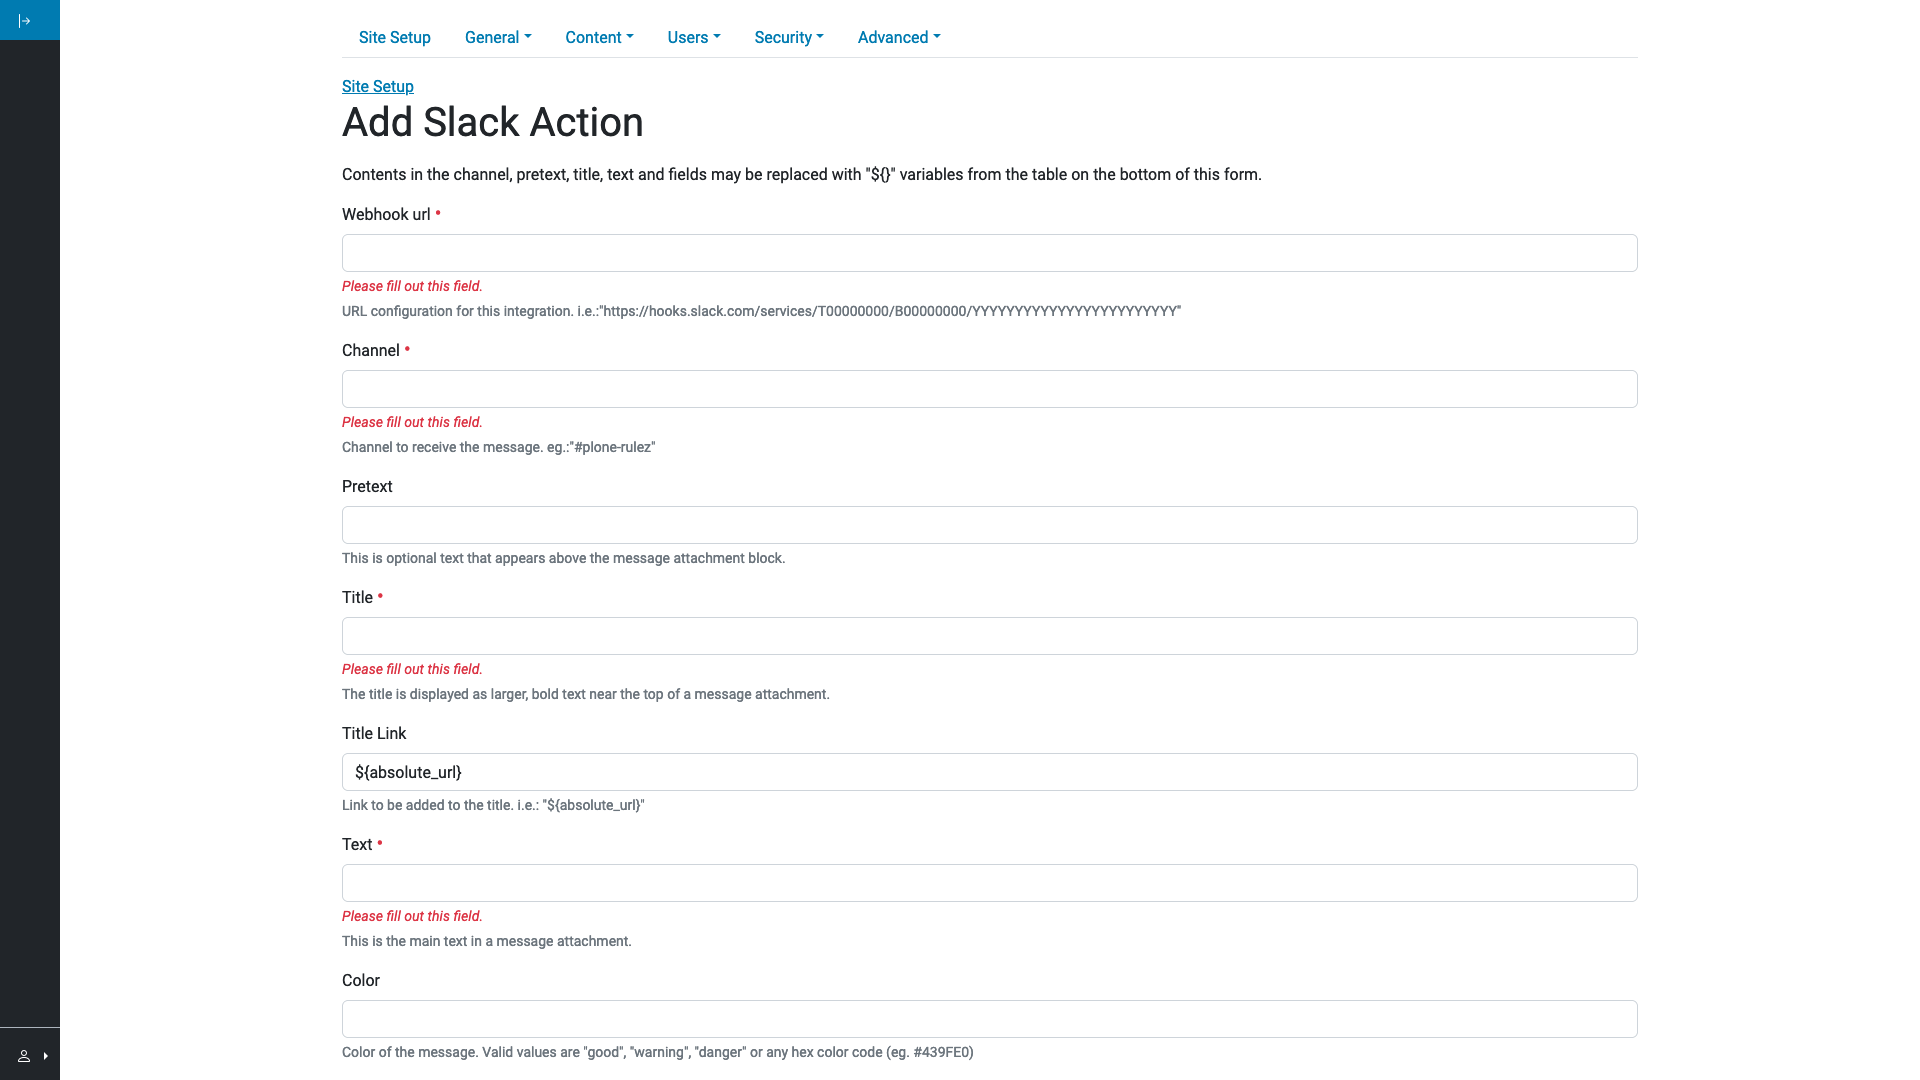 Site Setup General Content Users Security Advanced
Site Setup
Add Slack Action
Contents in the channel, pretext, title, text and fields may be replaced with "${}" variables from the table on the bottom of this form.
Webhook url •
Please fill out this field.
URL configuration for this integration. i.e.:"https://hooks.slack.com/services/T00000000/B00000000/YYYYYYYYYYYYYYYYYYYYYYYY"
Channel •
Please fill out this field.
Channel to receive the message. eg.:"#plone-rulez"
Pretext
This is optional text that appears above the message attachment block.
Title •
Please fill out this field.
The title is displayed as larger, bold text near the top of a message attachment.
Title Link
${absolute_url}
Link to be added to the title. i.e.: "${absolute_url}"
Text •
Please fill out this field.
This is the main text in a message attachment.
Color
Color of the message. Valid values are "good", "warning", "danger" or any hex color code (eg. #439FE0)